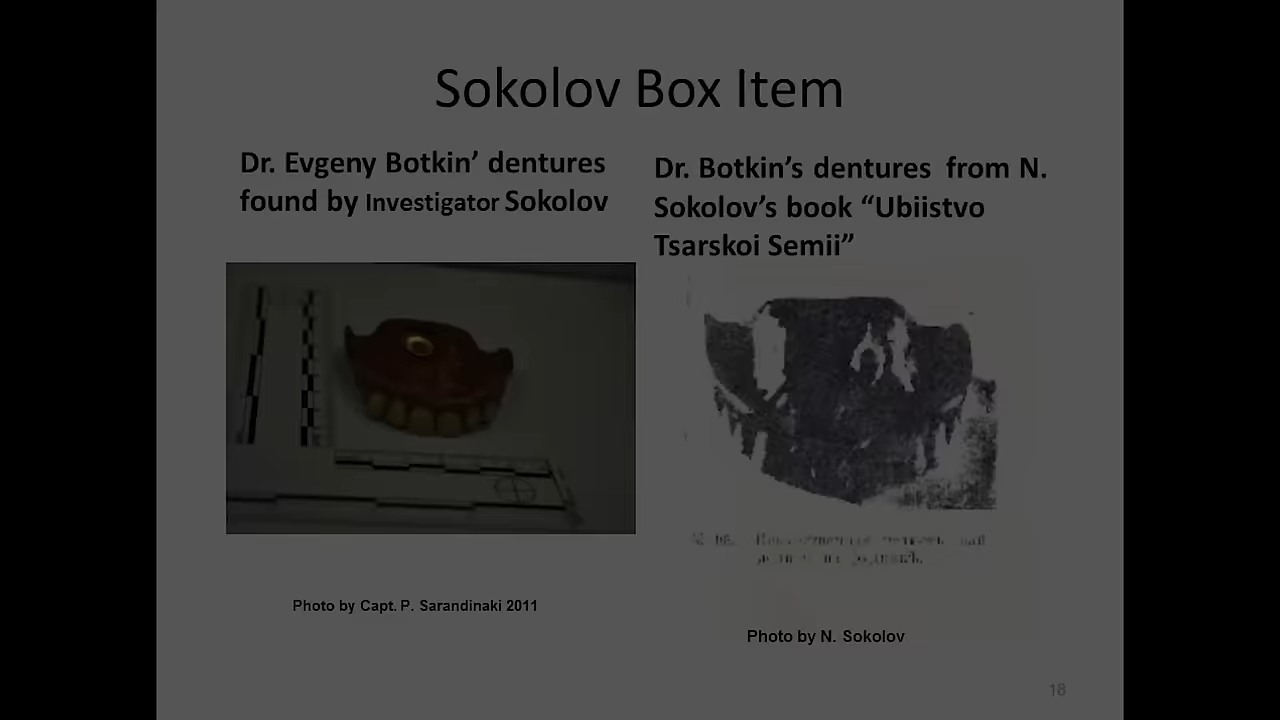 Sokolov Box Item
Dr. Evgeny Botkin’ dentures
found by Investigator Sokolov
Dr. Botkin’s dentures from N.
Sokolov’s book “Ubiistvo
Tsarskoi Semii”
Photo by Capt. P. Sarandinaki 2011
Photo by N. Sokolov
18